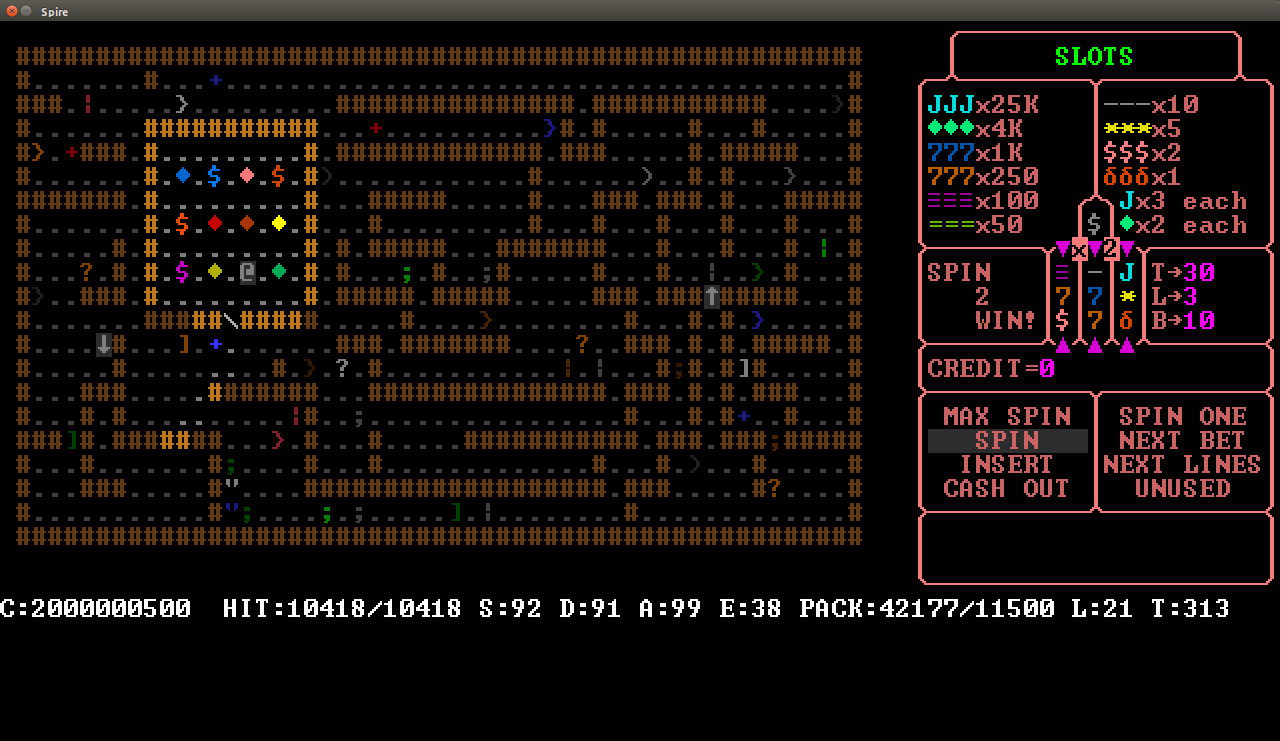 Spire
SLOTS
JJJx25K
♦♦♦x4K
777x1K
777x250
≡≡≡x100
===x50
---x10
***x5
$$$x2
δδδx1
Jx3 each
♦x2 each
SPIN
2
WIN!
≡ - J
7 7 *
$ 7 δ
T→30
L→3
B→10
CREDIT=0
MAX SPIN
SPIN
INSERT
CASH OUT
SPIN ONE
NEXT BET
NEXT LINES
UNUSED
C:2000000500 HIT:10418/10418 S:92 D:91 A:99 E:38 PACK:42177/11500 L:21 T:313